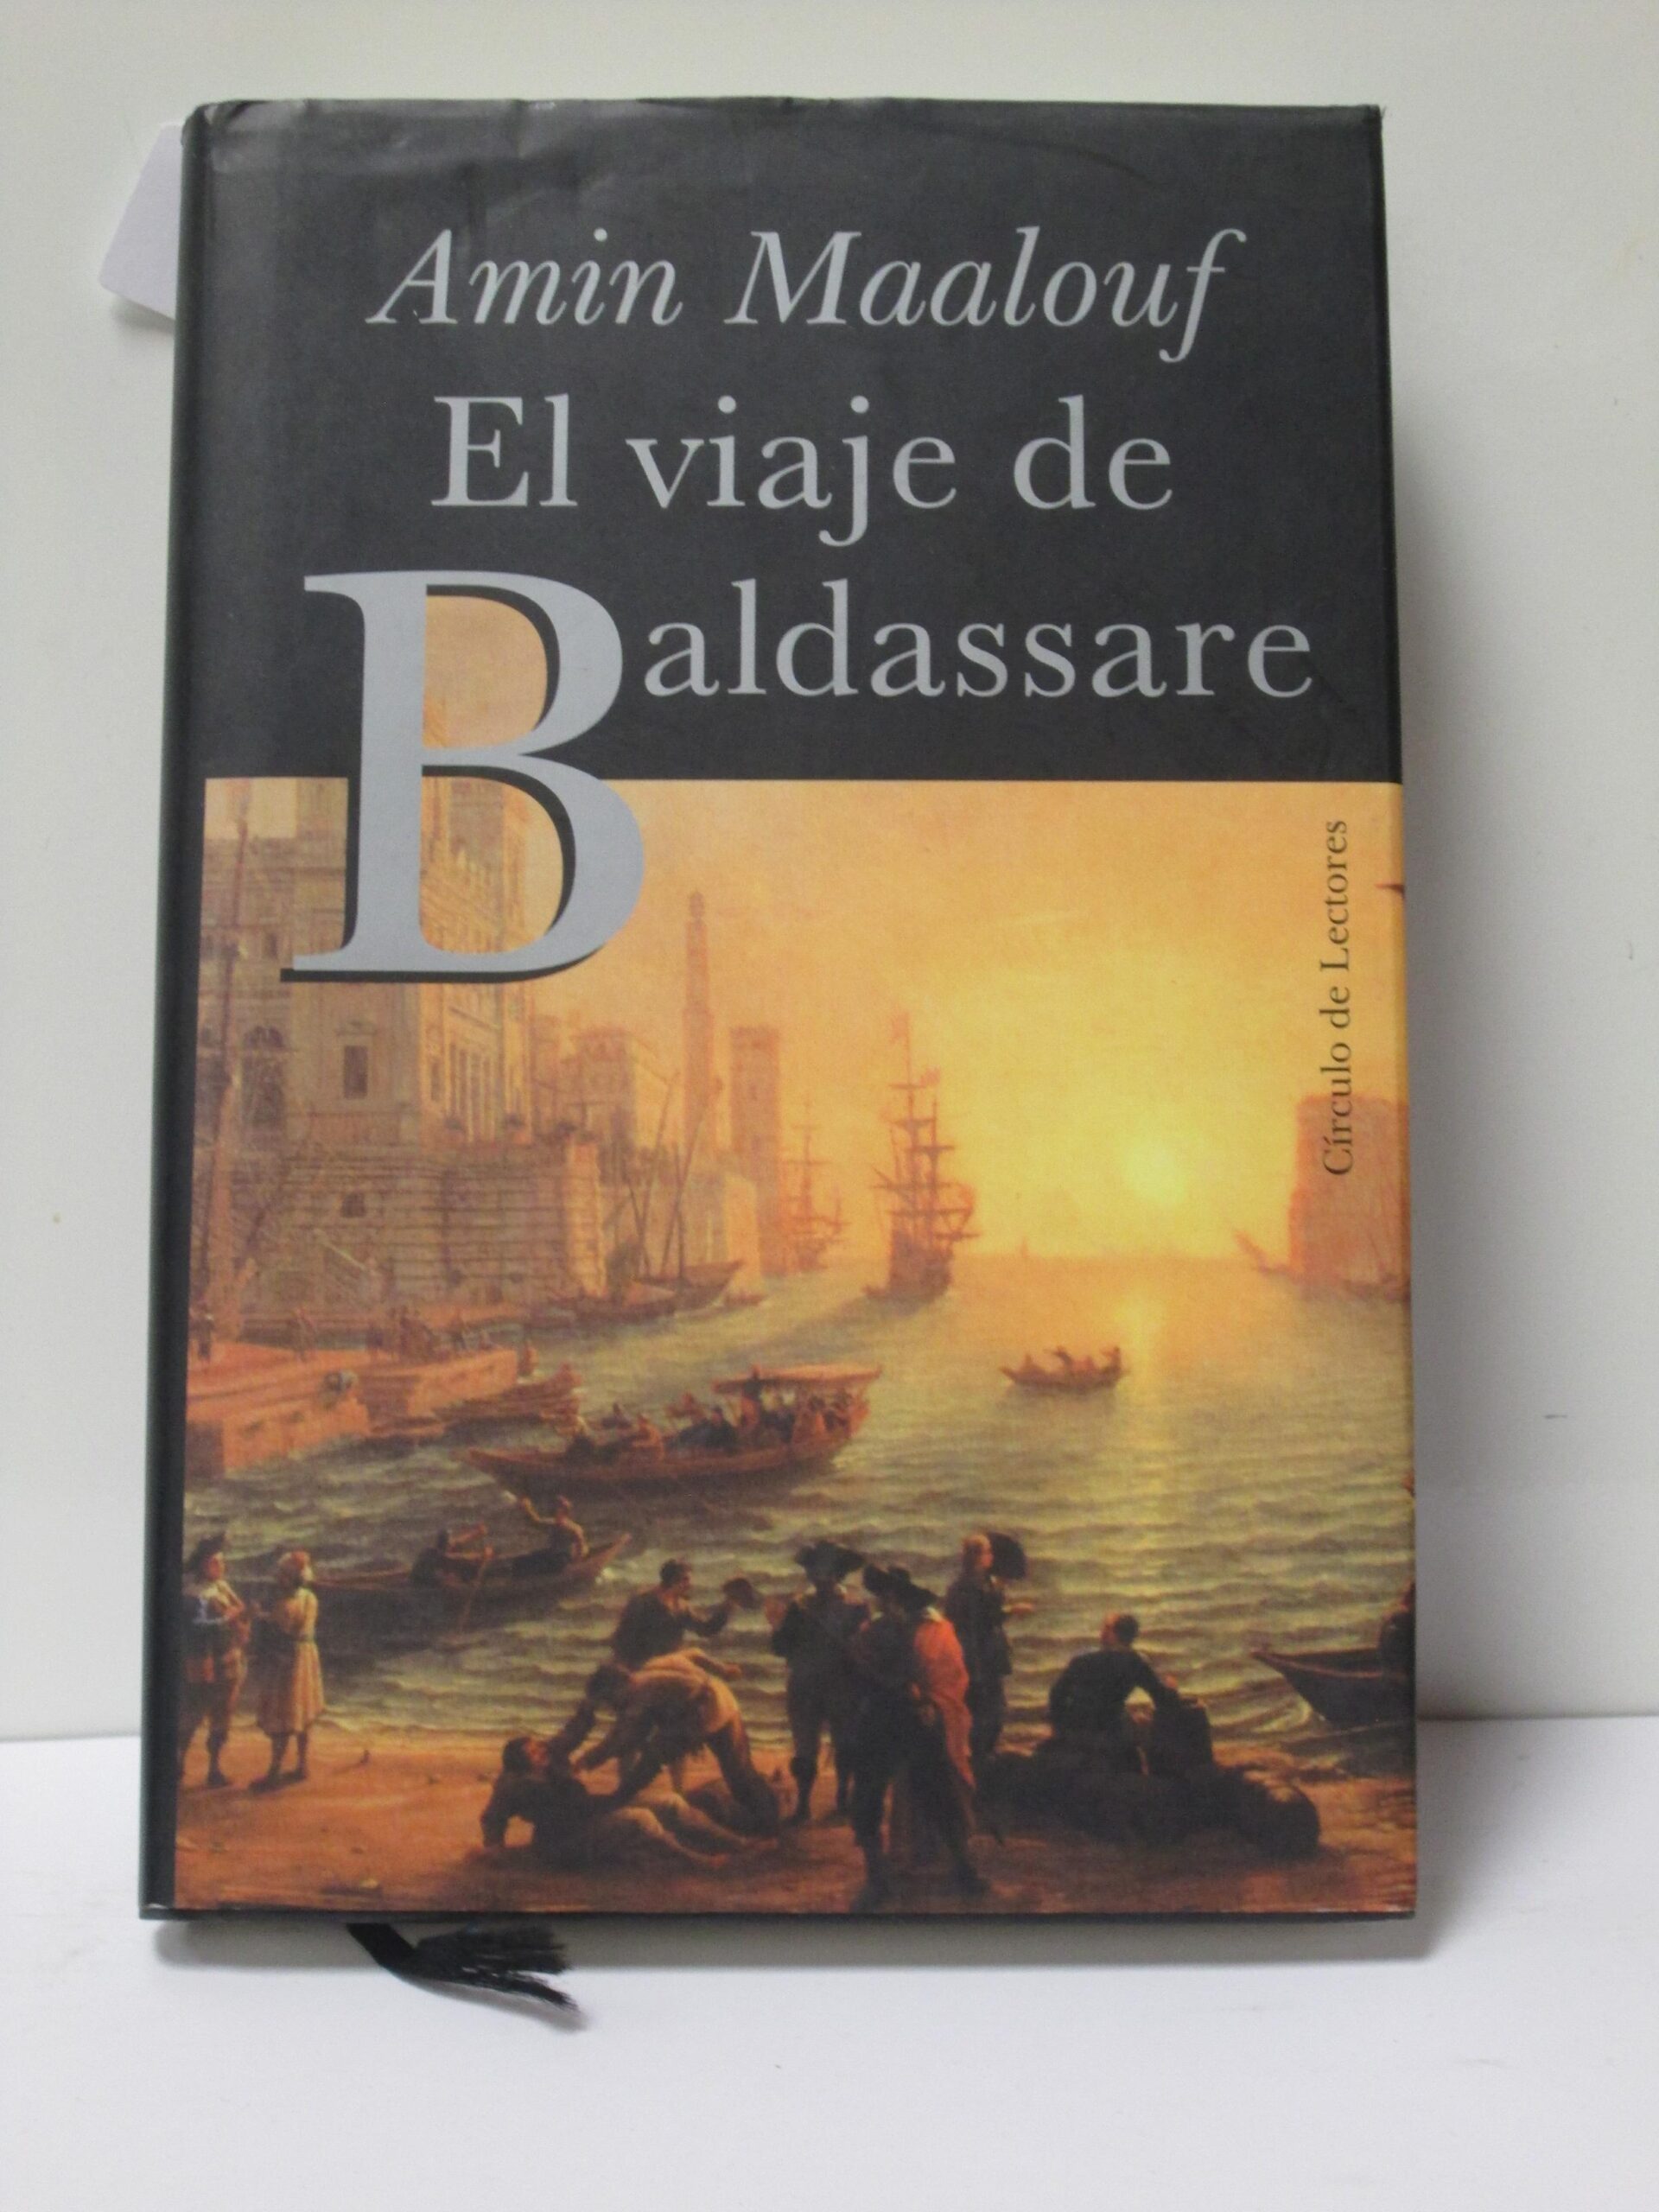 Amin Maalouf
El viaje de
Baldassare
Círculo de Lectores